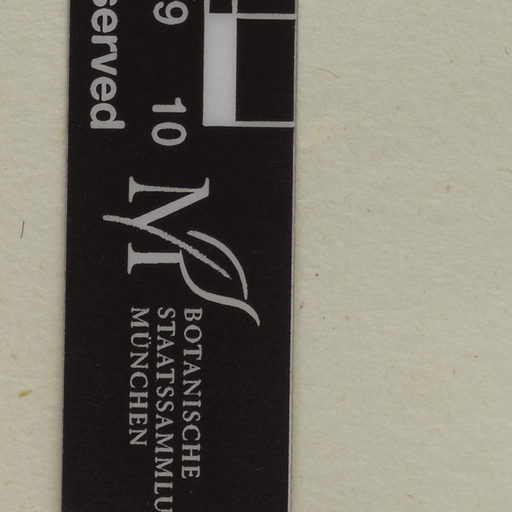 served
9 10
BOTANISCHE
STAATSSAMMLU
MÜNCHEN